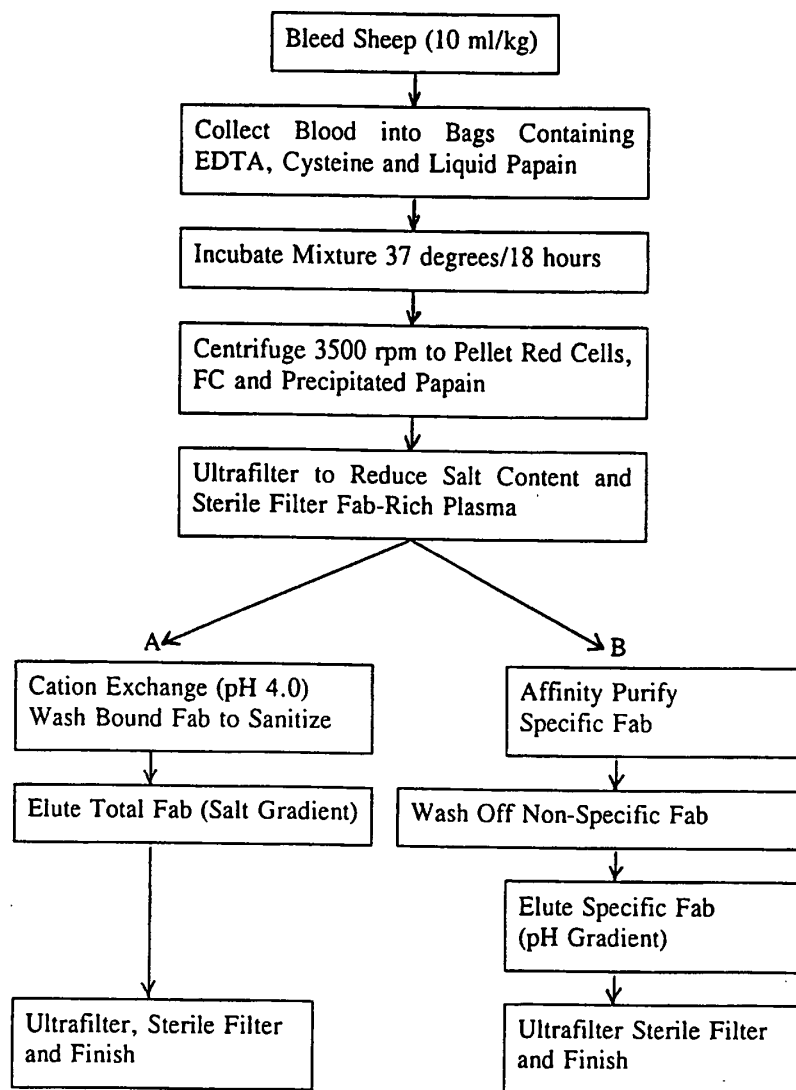 Bleed Sheep (10 ml/kg)
Collect Blood into Bags Containing
EDTA, Cysteine and Liquid Papain
Incubate Mixture 37 degrees/18 hours
Centrifuge 3500 rpm to Pellet Red Cells,
FC and Precipitated Papain
Ultrafilter to Reduce Salt Content and
Sterile Filter Fab-Rich Plasma
A
Cation Exchange (pH 4.0)
Wash Bound Fab to Sanitize
Elute Total Fab (Salt Gradient)
Ultrafilter, Sterile Filter
and Finish
B
Affinity Purify
Specific Fab
Wash Off Non-Specific Fab
Elute Specific Fab
(pH Gradient)
Ultrafilter Sterile Filter
and Finish